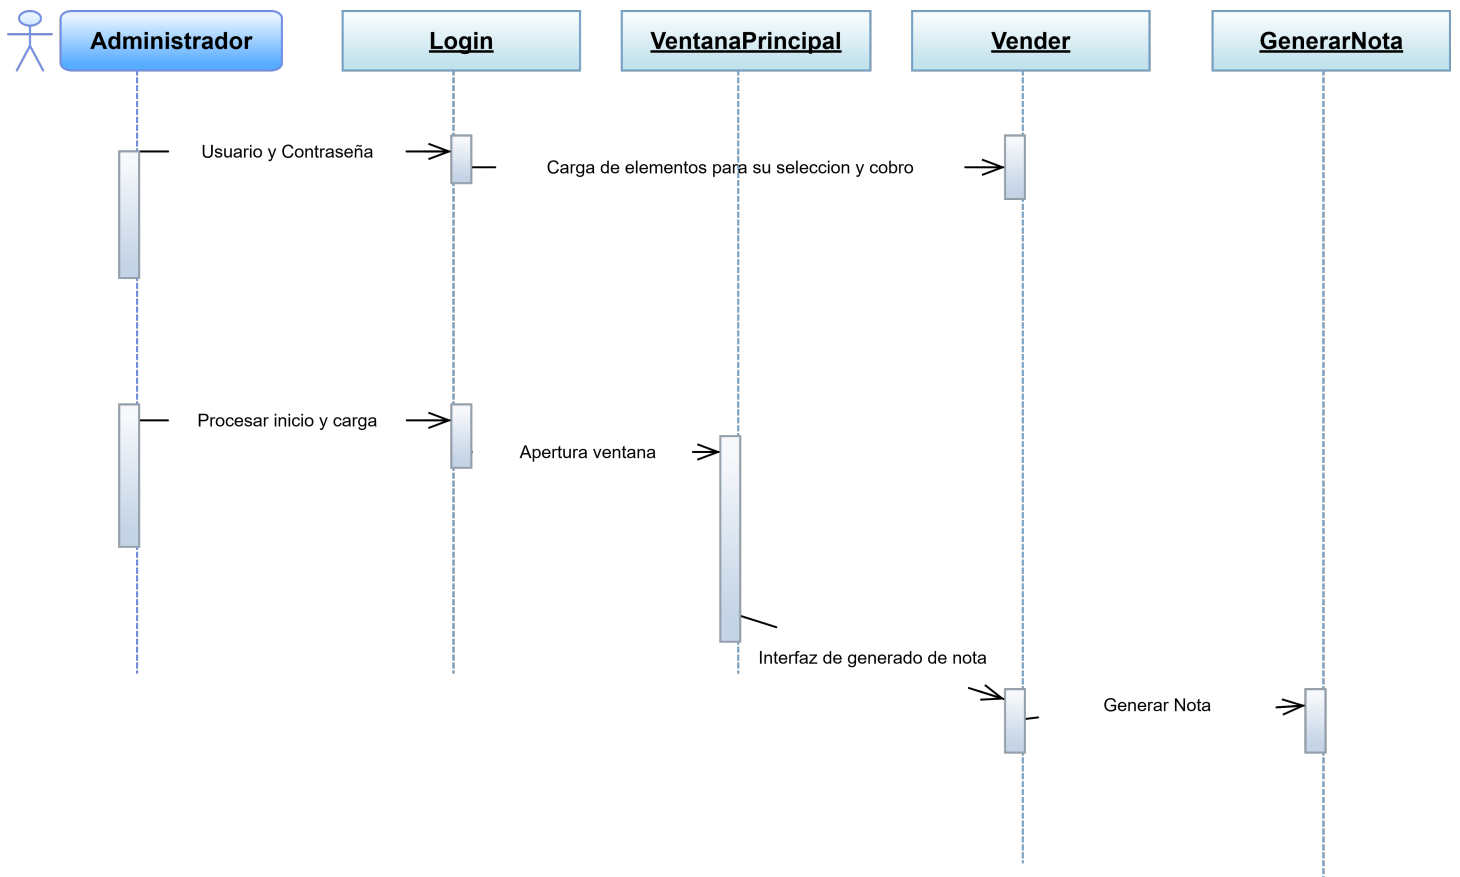 Administrador
Login
VentanaPrincipal
Vender
GenerarNota
Usuario y Contraseña
Carga de elementos para su seleccion y cobro
Procesar inicio y carga
Apertura ventana
Interfaz de generado de nota
Generar Nota